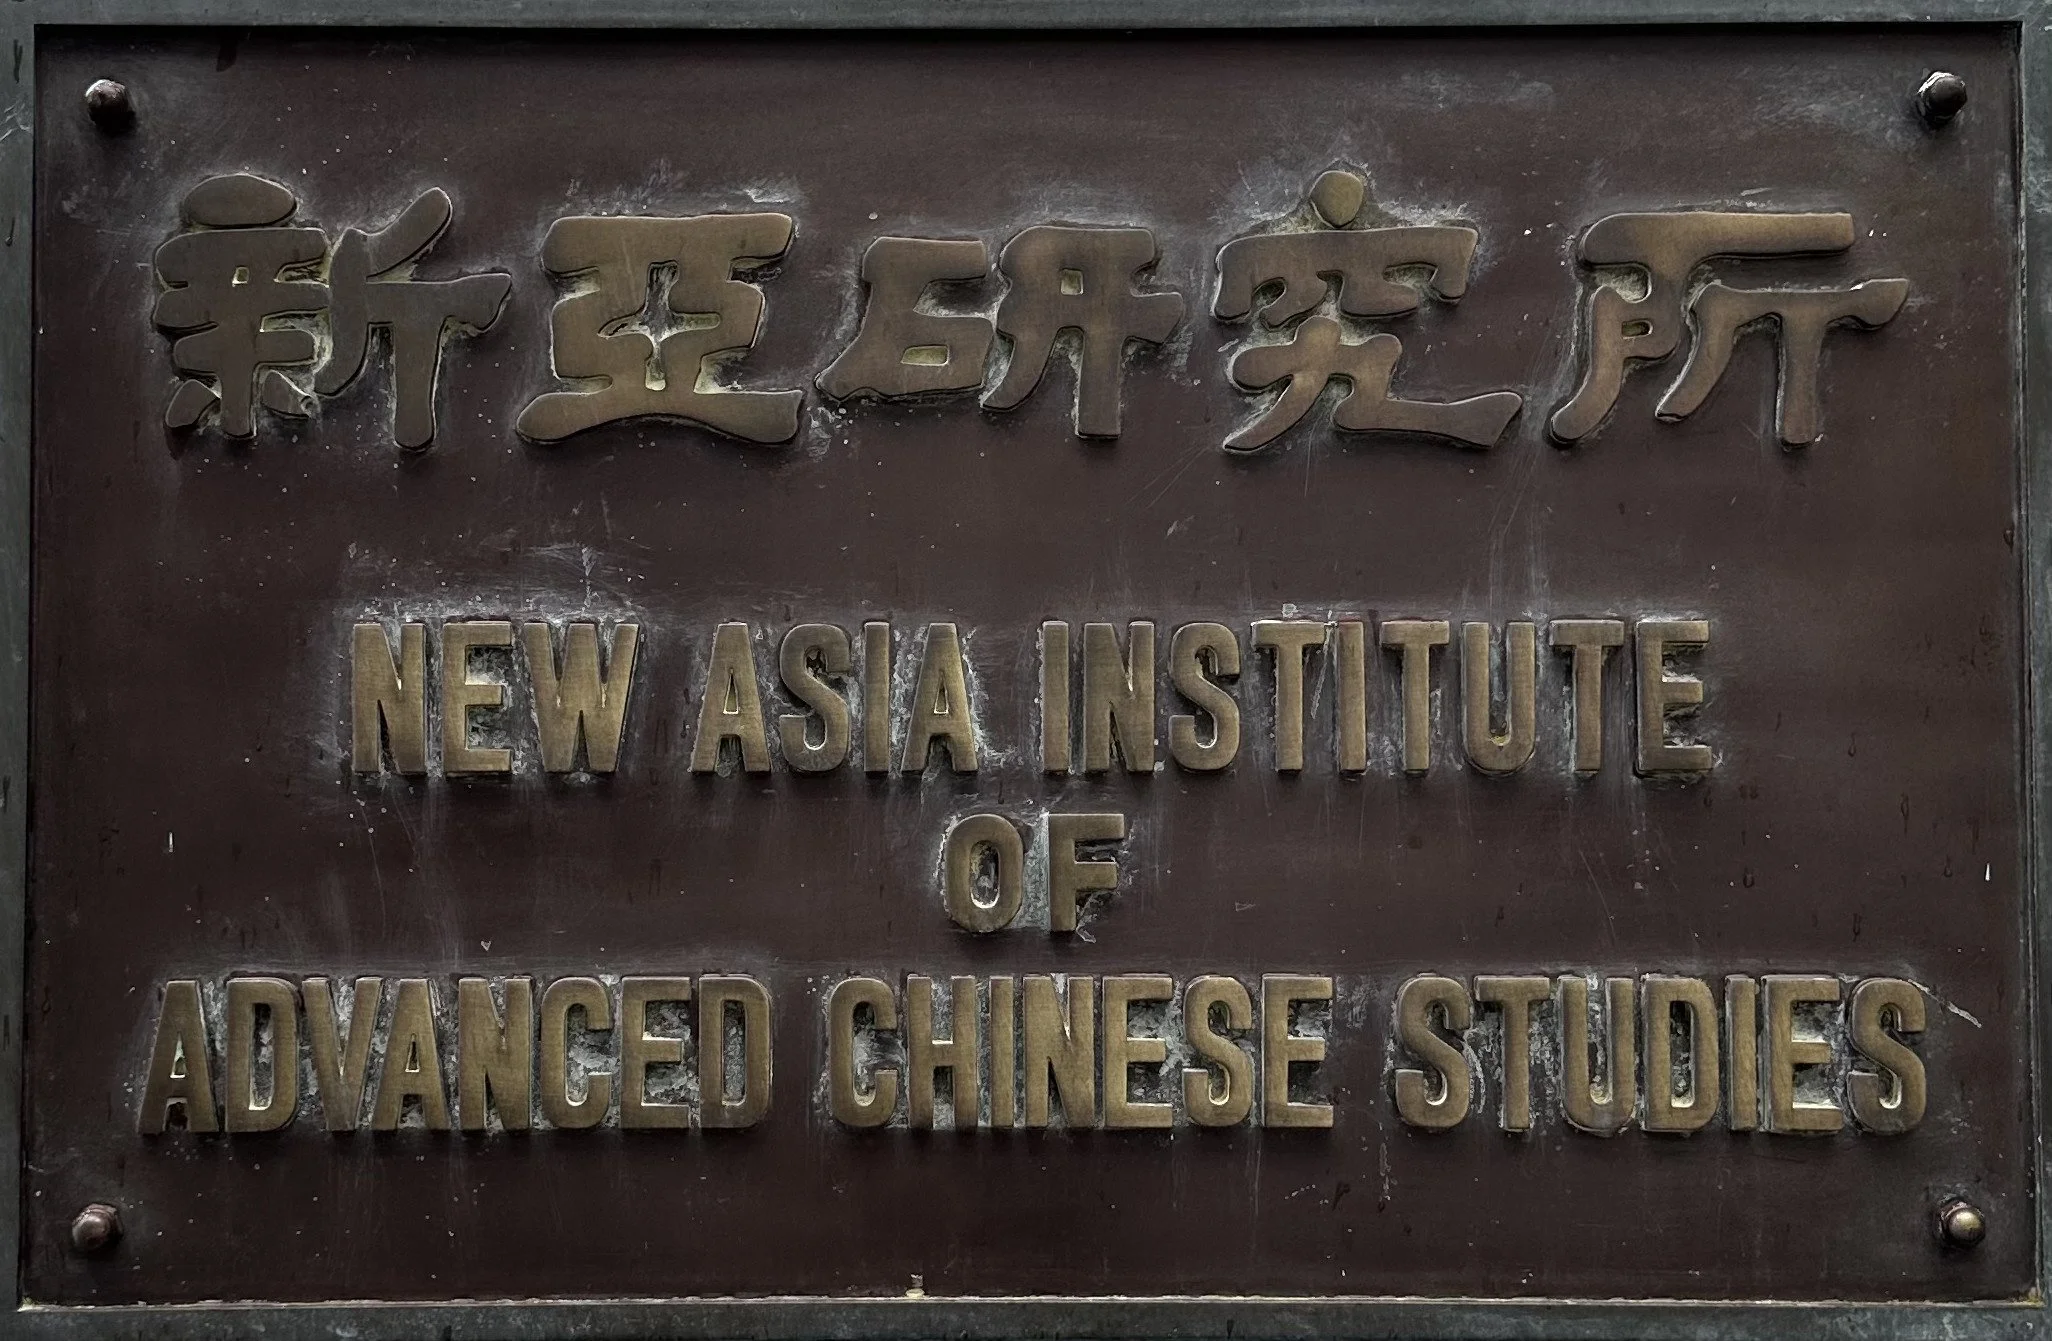 新亞研究所
NEW ASIA INSTITUTE
OF
ADVANCED CHINESE STUDIES